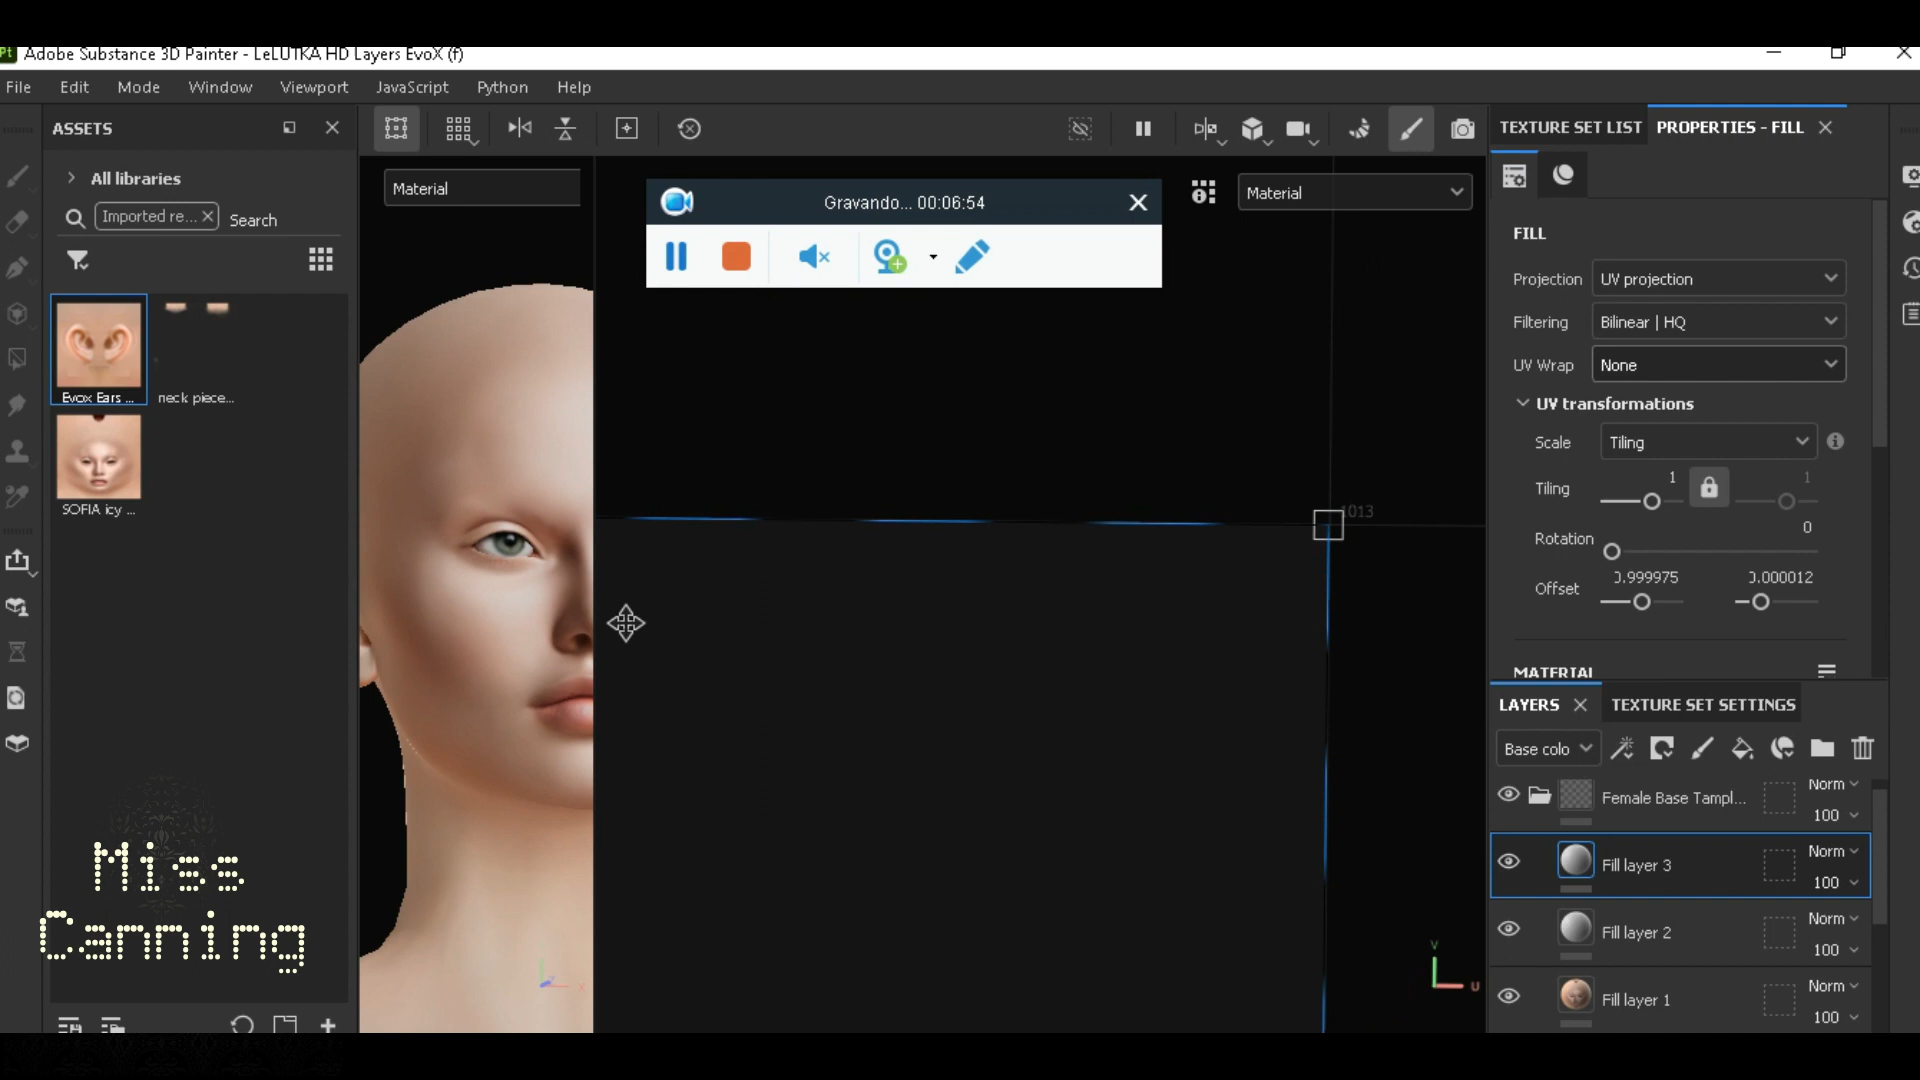 Pt Adobe Substance 3D Painter - LeLUTKA HD Layers EvoX (f)
File Edit Mode Window Viewport JavaScript Python Help
ASSETS
All libraries
Imported re... Search
Evox Ears ...
neck piece...
SOFIA icy ...
Miss
Canning
Material
Gravando... 00:06:54
Material
1013
X
V
U
TEXTURE SET LIST PROPERTIES - FILL
FILL
Projection UV projection
Filtering Bilinear | HQ
UV Wrap None
UV transformations
Scale Tiling
Tiling 1 1
Rotation 0
Offset 0.999975 0.000012
MATERIAL
LAYERS TEXTURE SET SETTINGS
Base colo
Female Base Tampl... Norm
100
Fill layer 3 Norm
100
Fill layer 2 Norm
100
Fill layer 1 Norm
100